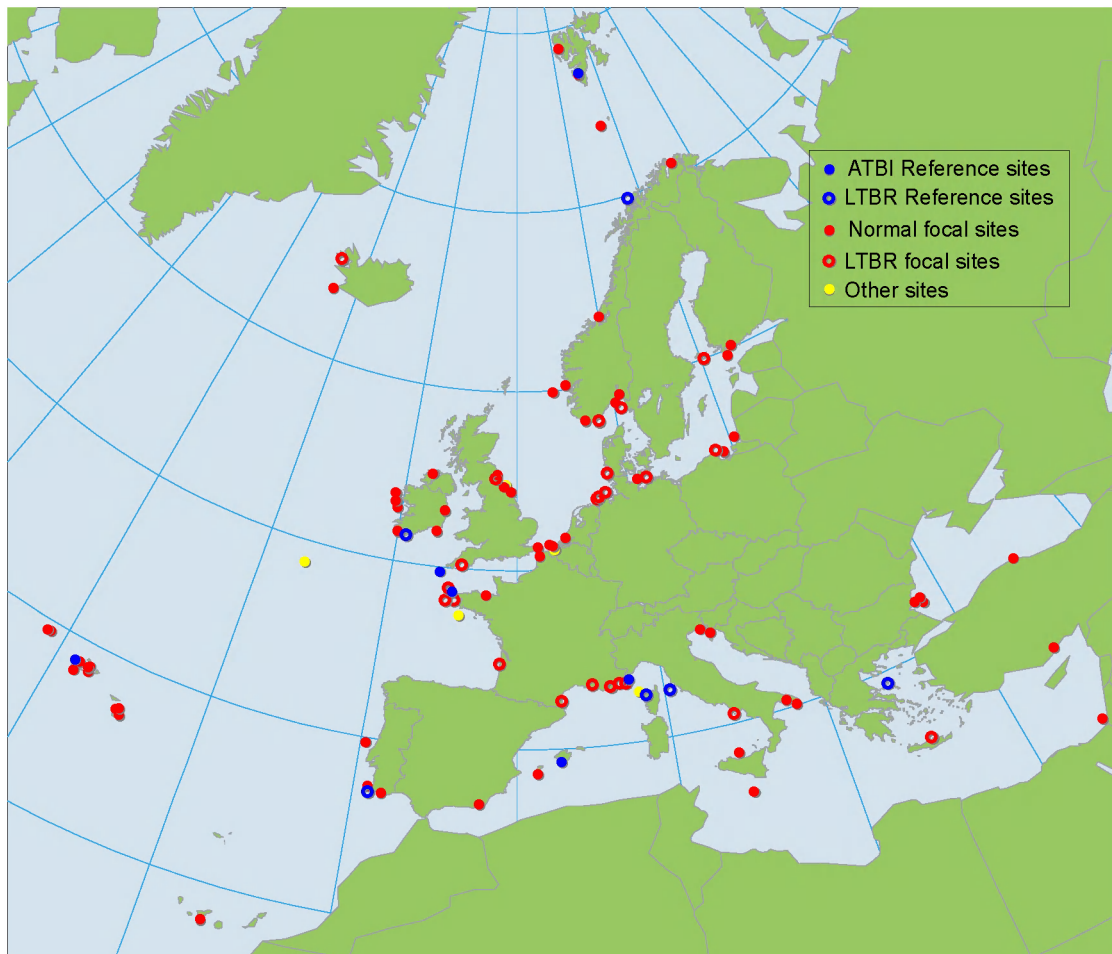 ATBI Reference sites
LTBR Reference sites
Normal focal sites
LTBR focal sites
Other sites